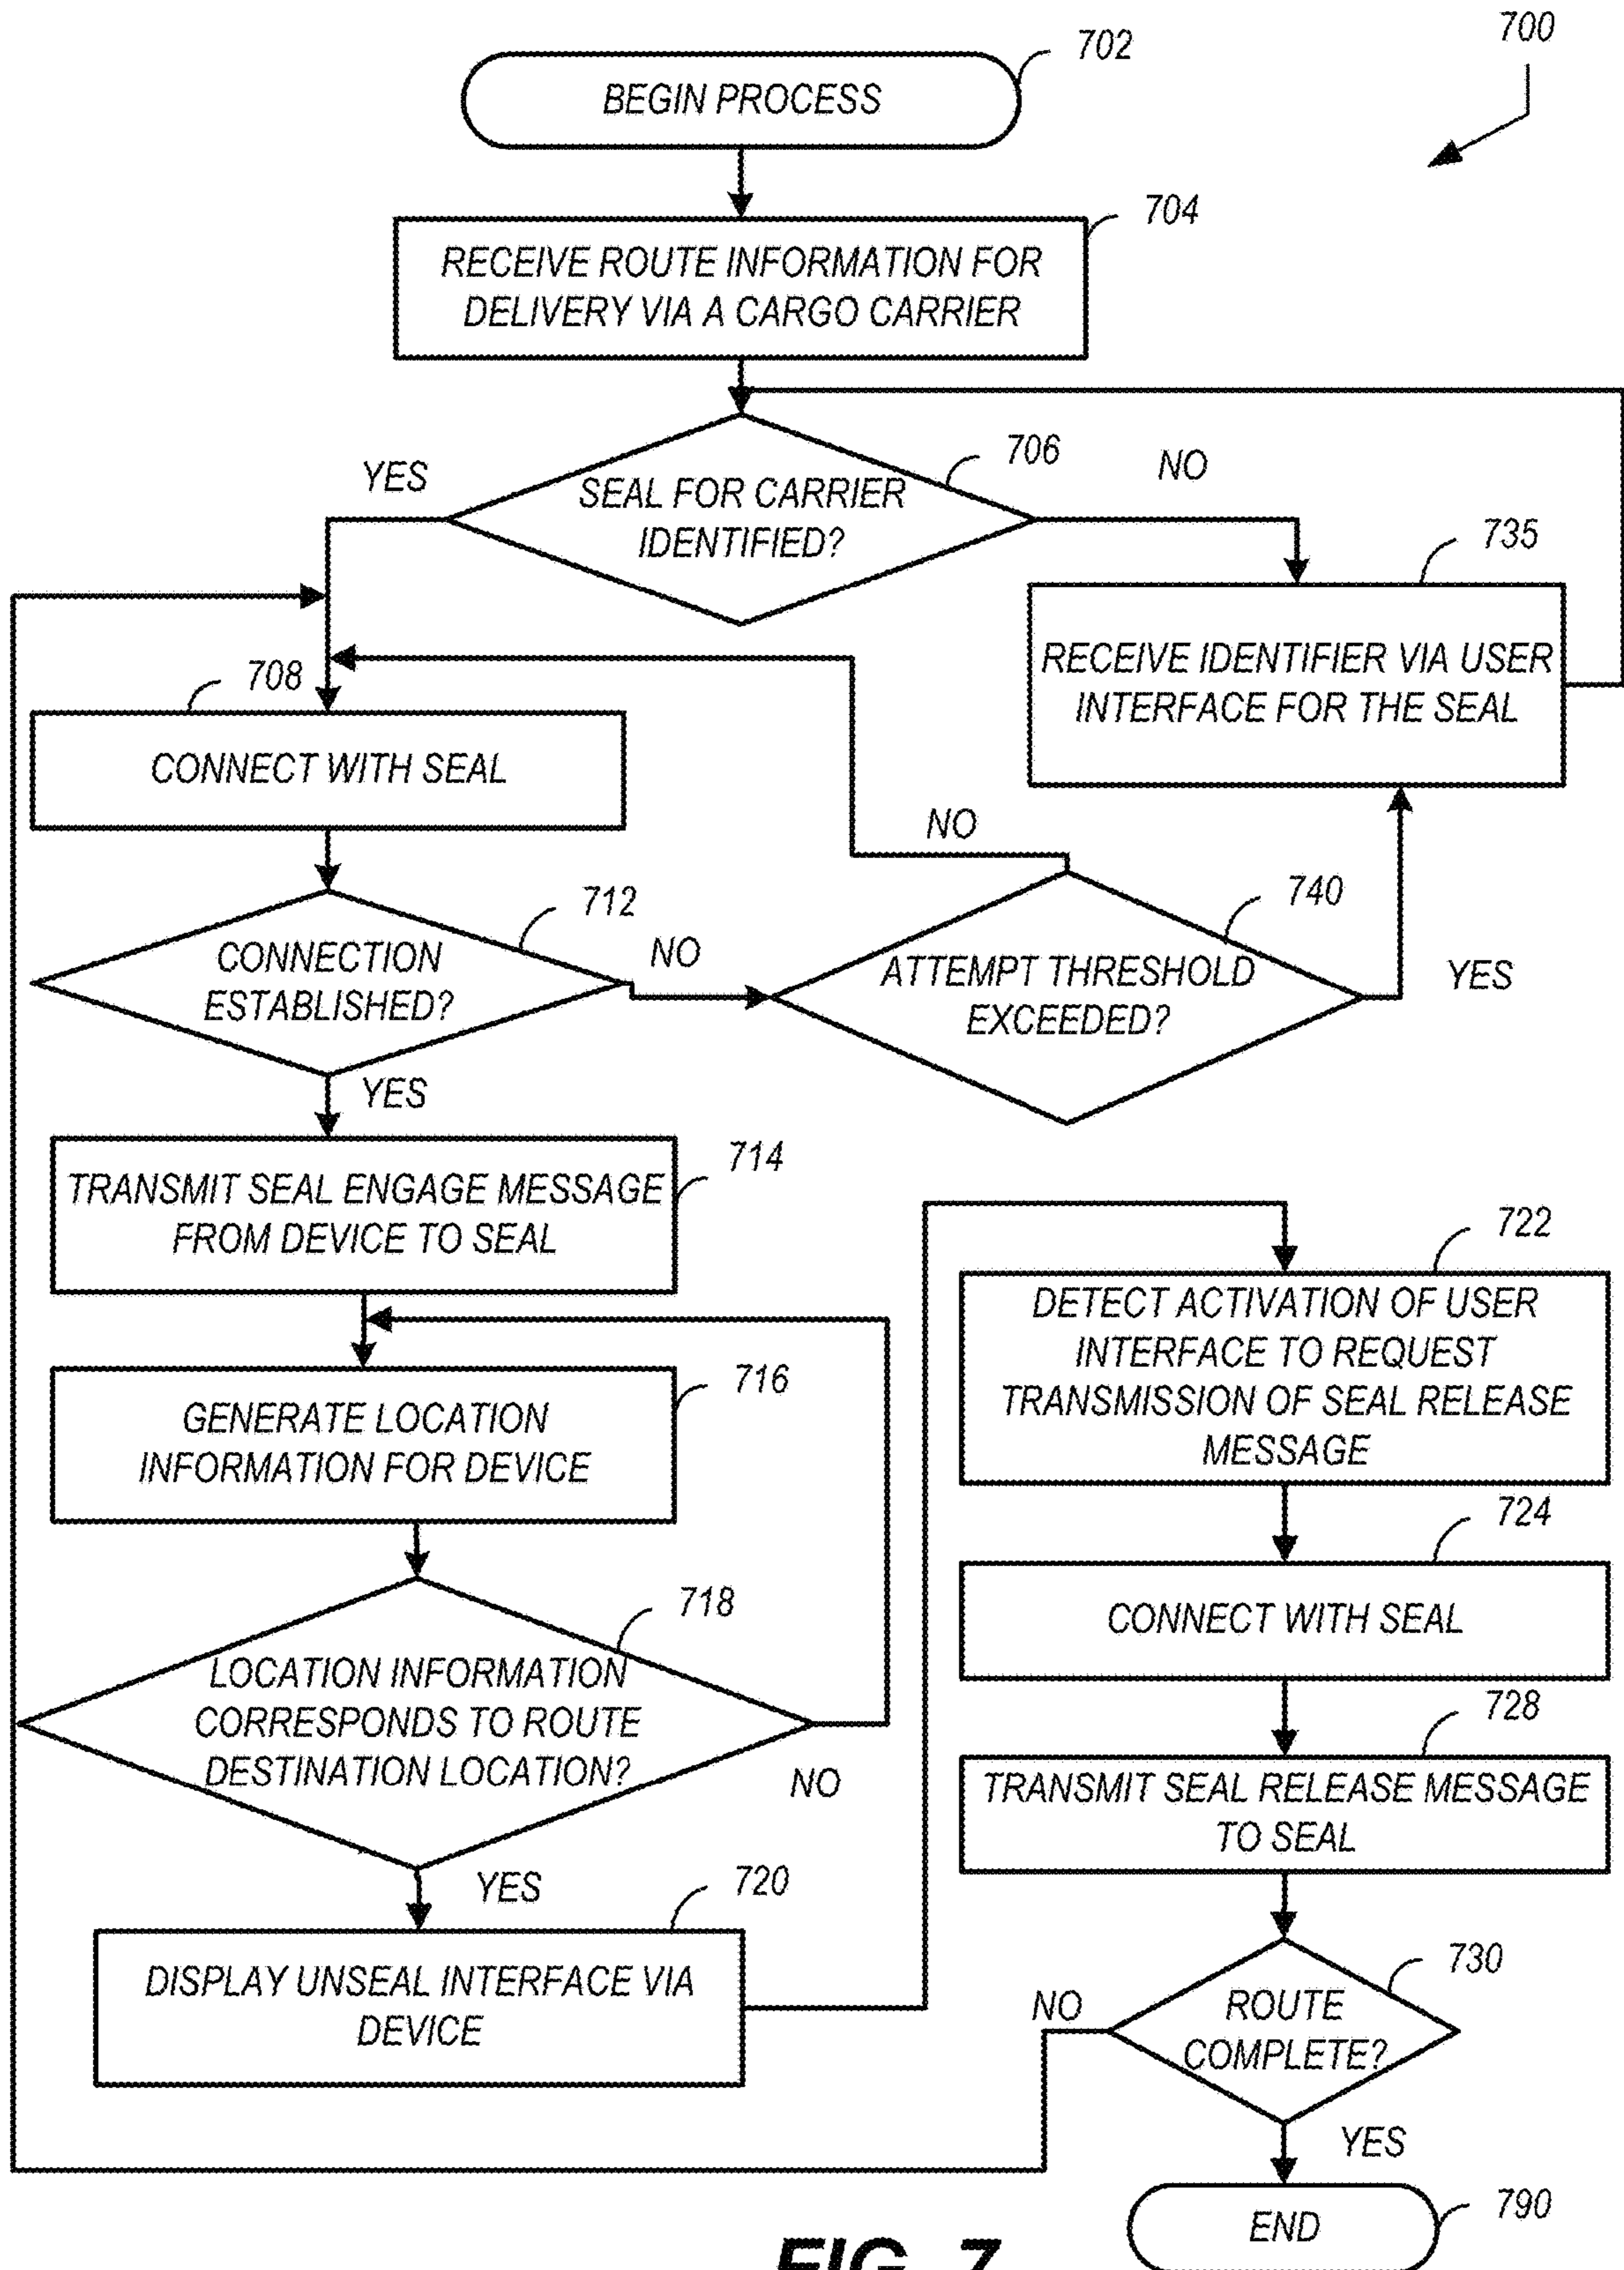 700
702
BEGIN PROCESS
704
RECEIVE ROUTE INFORMATION FOR
DELIVERY VIA A CARGO CARRIER
706
YES
NO
SEAL FOR CARRIER
IDENTIFIED?
735
RECEIVE IDENTIFIER VIA USER
INTERFACE FOR THE SEAL
708
CONNECT WITH SEAL
NO
712
CONNECTION
ESTABLISHED?
NO
740
ATTEMPT THRESHOLD
EXCEEDED?
YES
YES
714
TRANSMIT SEAL ENGAGE MESSAGE
FROM DEVICE TO SEAL
716
GENERATE LOCATION
INFORMATION FOR DEVICE
718
LOCATION INFORMATION
CORRESPONDS TO ROUTE
DESTINATION LOCATION?
NO
YES
720
DISPLAY UNSEAL INTERFACE VIA
DEVICE
722
DETECT ACTIVATION OF USER
INTERFACE TO REQUEST
TRANSMISSION OF SEAL RELEASE
MESSAGE
724
CONNECT WITH SEAL
728
TRANSMIT SEAL RELEASE MESSAGE
TO SEAL
730
NO
ROUTE
COMPLETE?
YES
790
END
FIG. 7